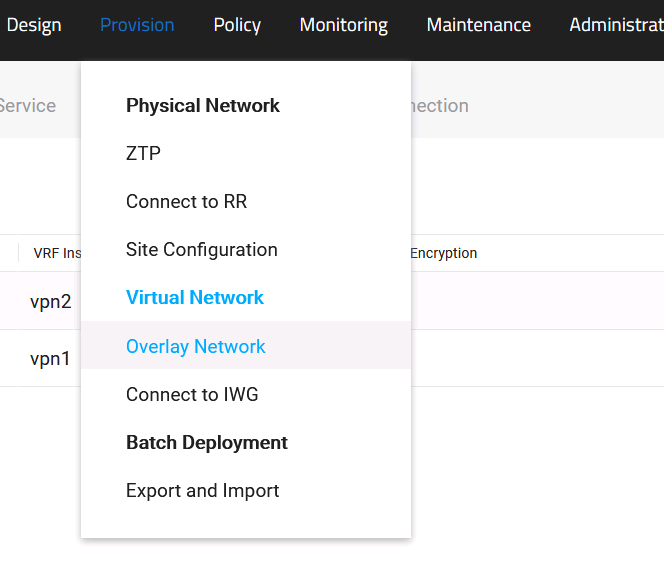 Design Provision Policy Monitoring Maintenance Administrat
Service nection
Physical Network
ZTP
Connect to RR
Site Configuration
VRF Ins Encryption
Virtual Network
vpn2
Overlay Network
vpn1
Connect to IWG
Batch Deployment
Export and Import